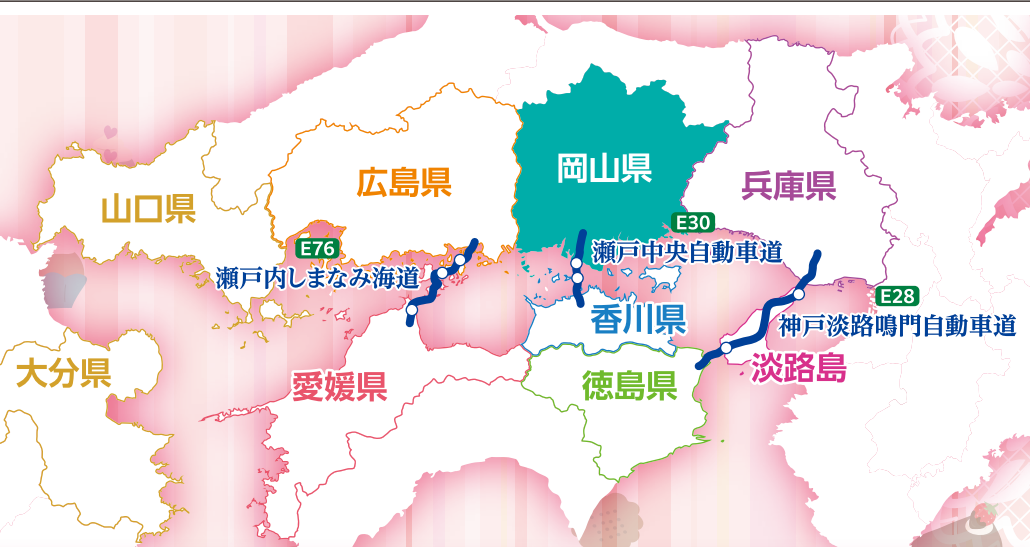 岡山県
広島県
兵庫県
山口県
E30
E76
瀬戸中央自動車道
瀬戸内しまなみ海道
E28
香川県
神戸淡路鳴門自動車道
淡路島
大分県
愛媛県
徳島県